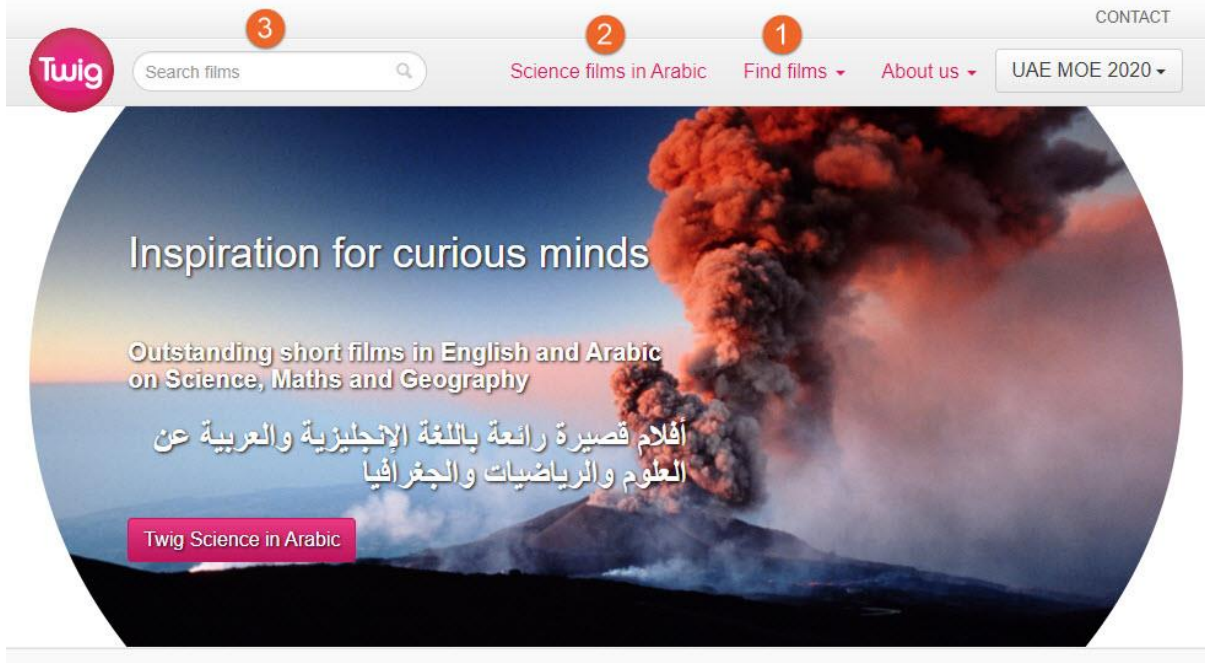 CONTACT
3
2
1
Twig
Search films
Science films in Arabic
Find films
About us
UAE MOE 2020
Inspiration for curious minds
Outstanding short films in English and Arabic
on Science, Maths and Geography
أفلام قصيرة رائعة باللغة الإنجليزية والعربية عن
العلوم والرياضيات والجغرافيا
Twig Science in Arabic